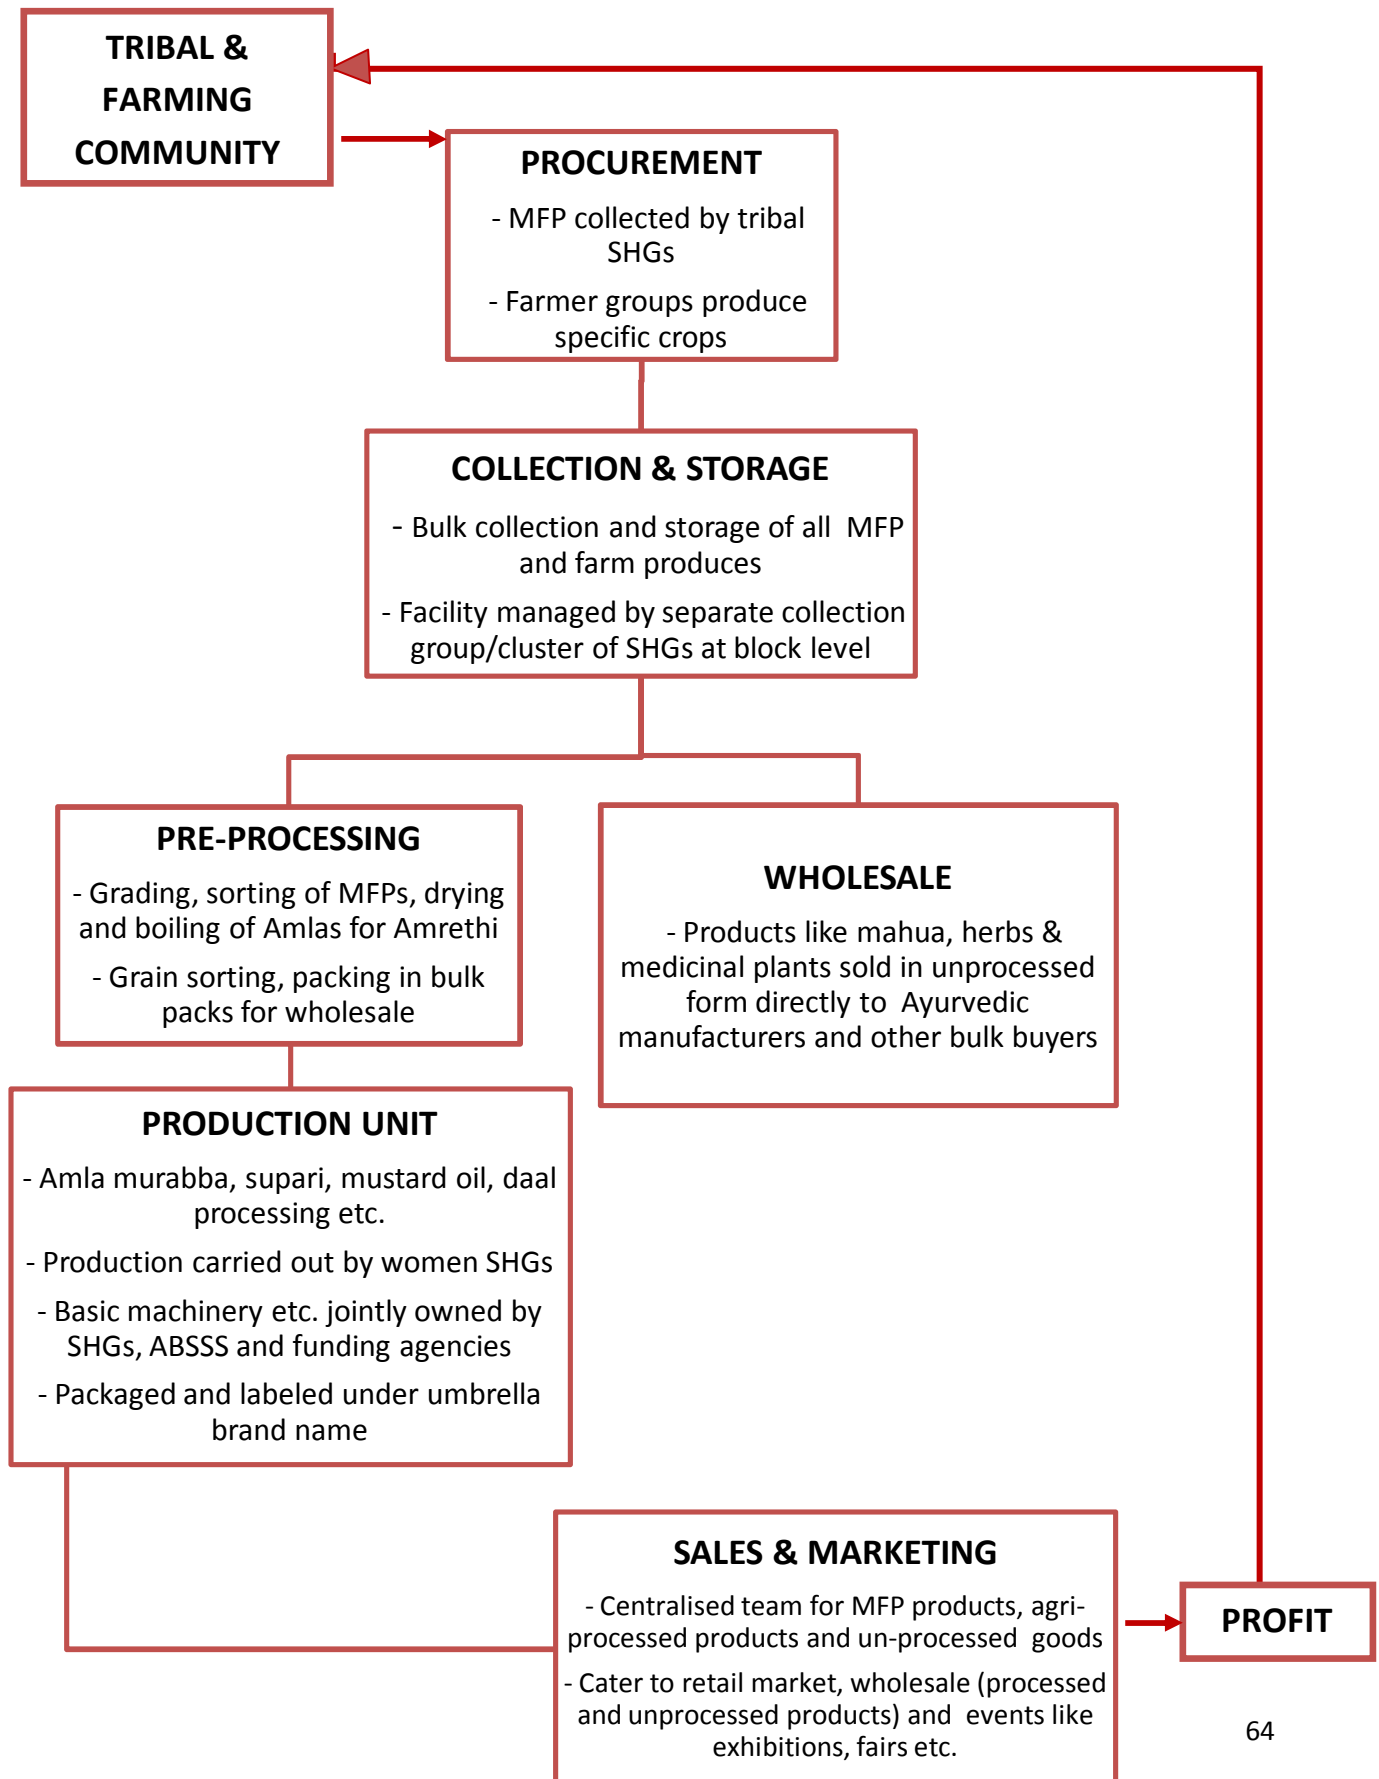 TRIBAL &
FARMING
COMMUNITY
PROCUREMENT
- MFP collected by tribal
SHGs
- Farmer groups produce
specific crops
COLLECTION & STORAGE
- Bulk collection and storage of all MFP
and farm produces
- Facility managed by separate collection
group/cluster of SHGs at block level
PRE-PROCESSING
- Grading, sorting of MFPs, drying
and boiling of Amlas for Amrethi
- Grain sorting, packing in bulk
packs for wholesale
WHOLESALE
- Products like mahua, herbs &
medicinal plants sold in unprocessed
form directly to Ayurvedic
manufacturers and other bulk buyers
PRODUCTION UNIT
- Amla murabba, supari, mustard oil, daal
processing etc.
- Production carried out by women SHGs
- Basic machinery etc. jointly owned by
SHGs, ABSSS and funding agencies
- Packaged and labeled under umbrella
brand name
SALES & MARKETING
- Centralised team for MFP products, agri-
processed products and un-processed goods
- Cater to retail market, wholesale (processed
and unprocessed products) and events like
exhibitions, fairs etc.
PROFIT
64